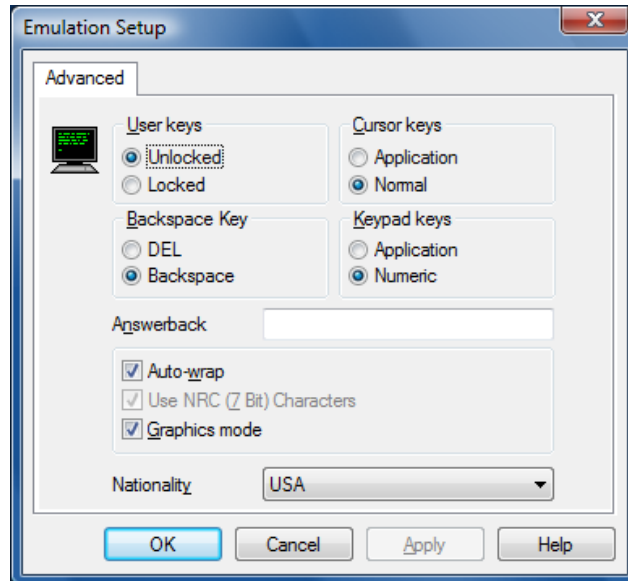 Emulation Setup
Advanced
User keys
Unlocked
Locked
Cursor keys
Application
Normal
Backspace Key
DEL
Backspace
Keypad keys
Application
Numeric
Answerback
Auto-wrap
Use NRC (7 Bit) Characters
Graphics mode
Nationality USA
OK Cancel Apply Help